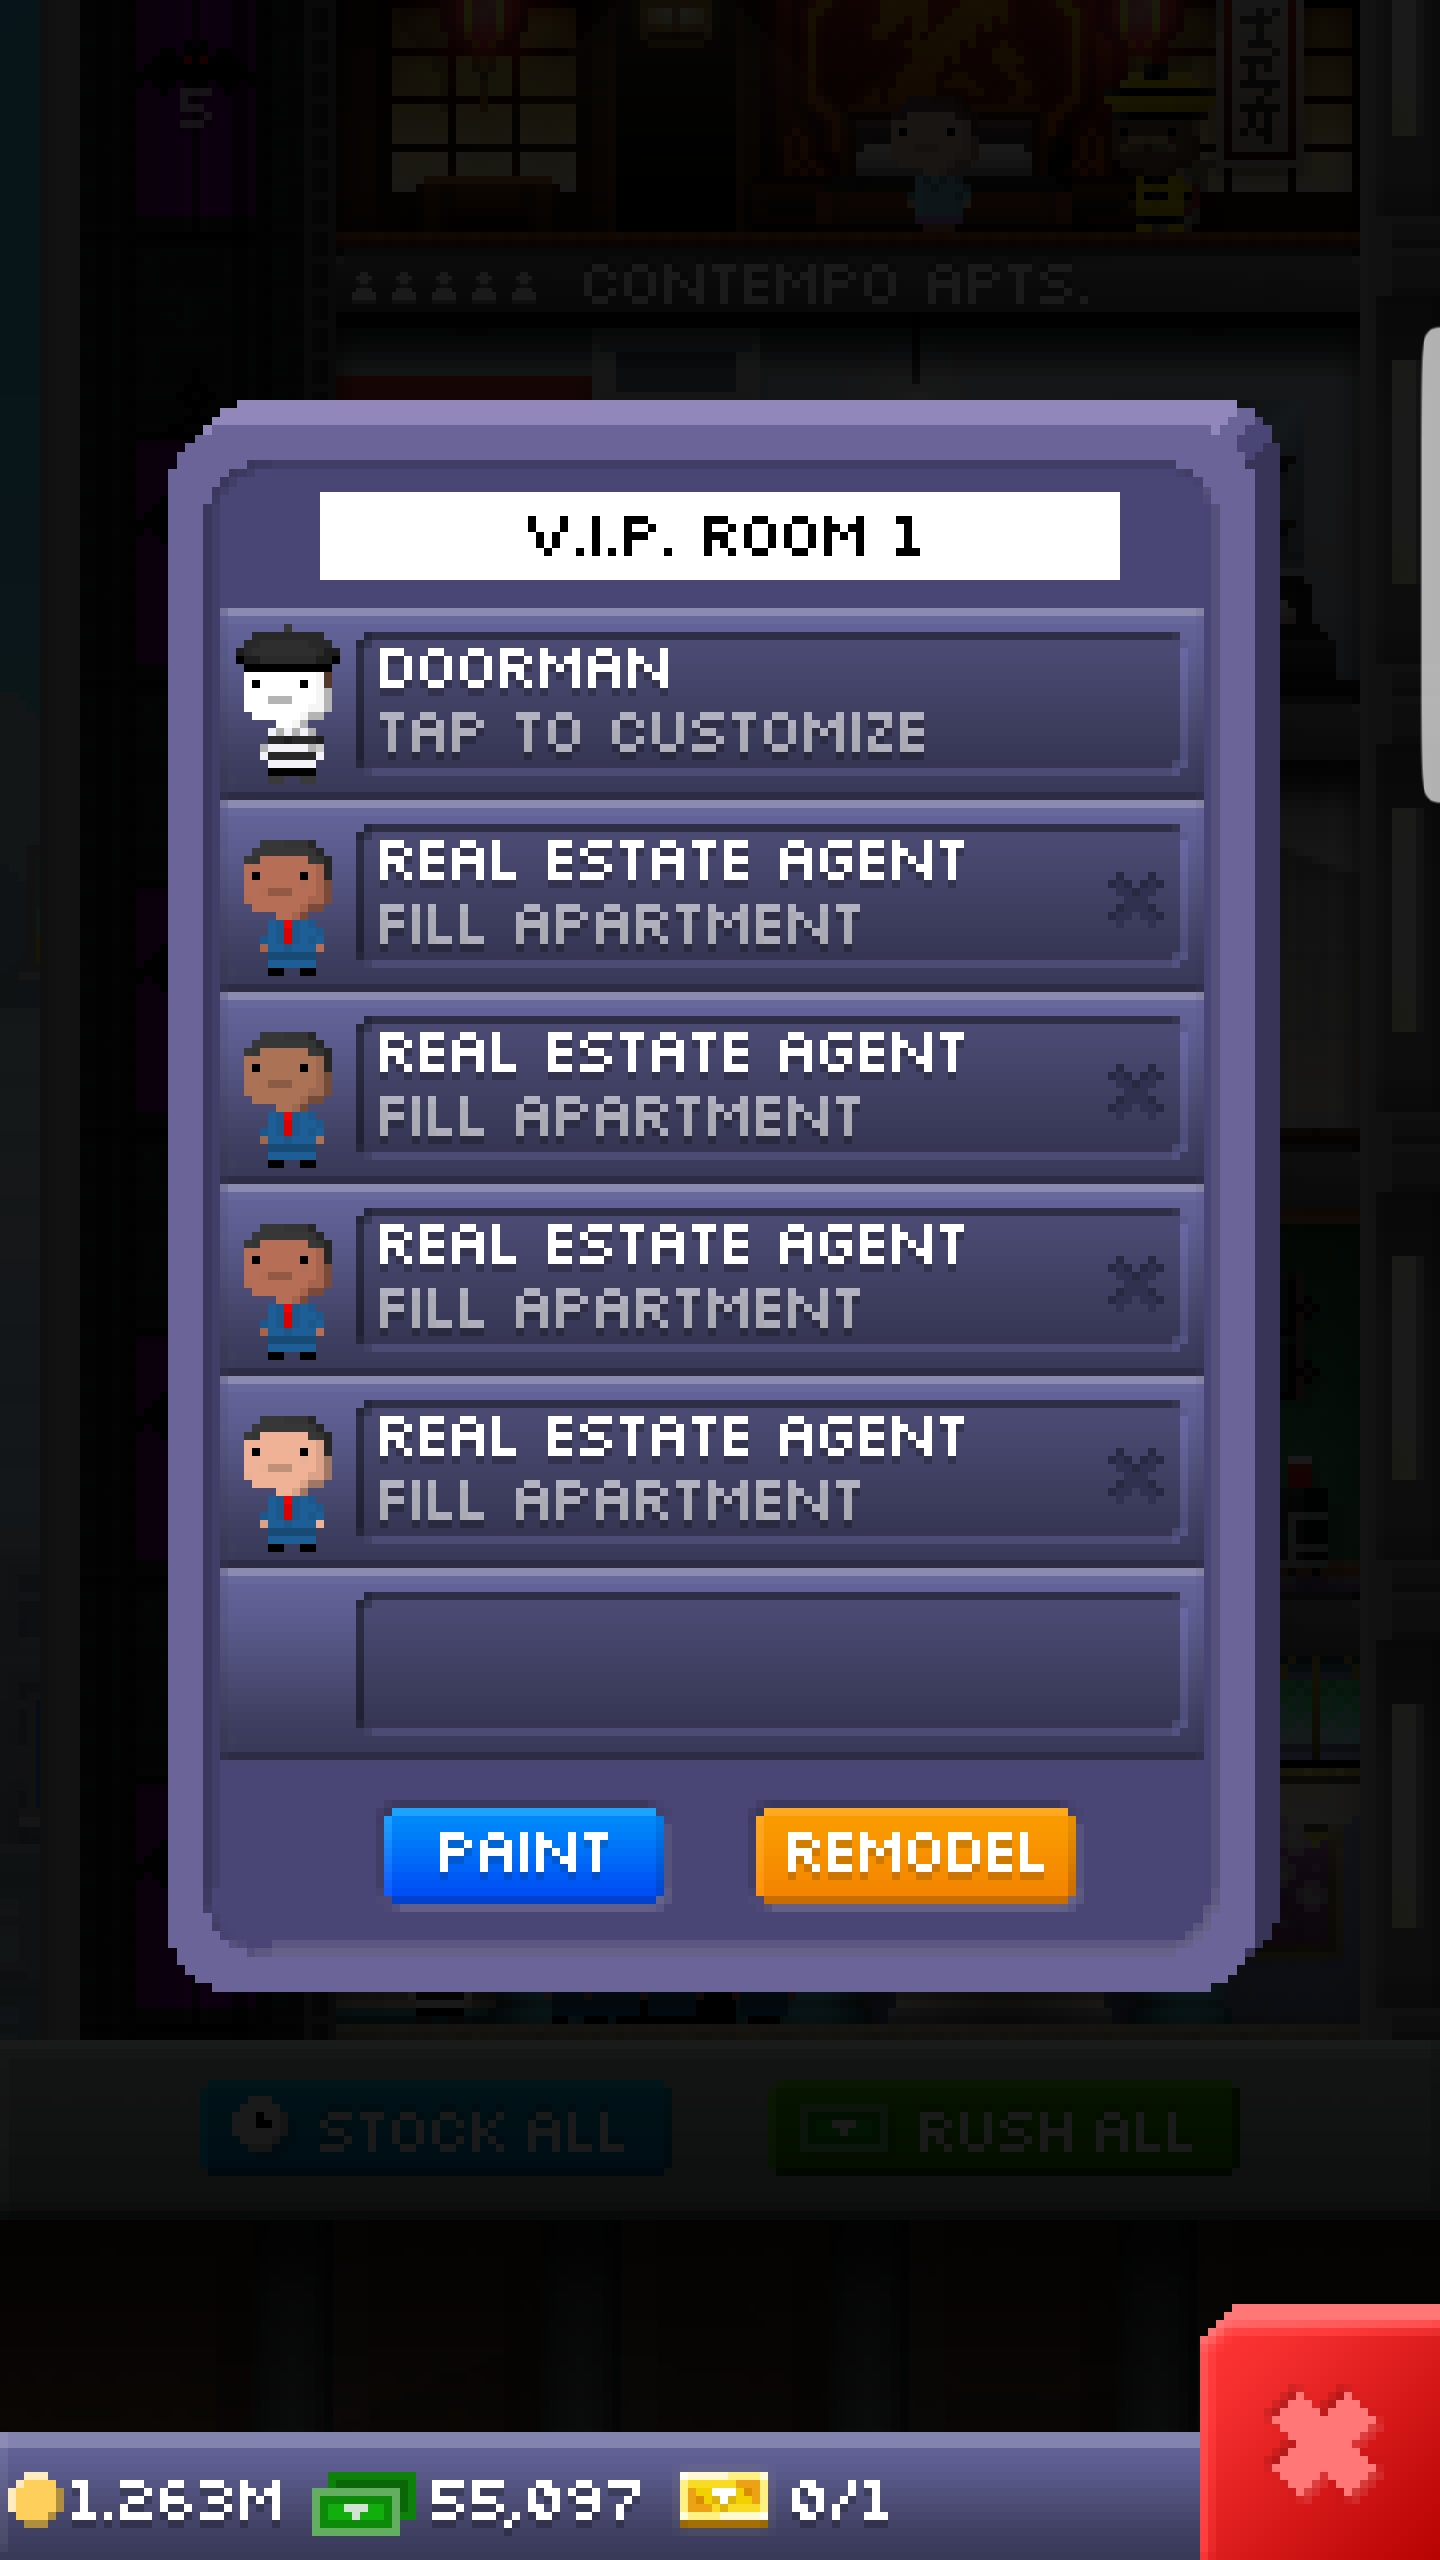 5
CONTEMPO APTS.
V.I.P. ROOM 1
DOORMAN
TAP TO CUSTOMIZE
REAL ESTATE AGENT
FILL APARTMENT
REAL ESTATE AGENT
FILL APARTMENT
REAL ESTATE AGENT
FILL APARTMENT
REAL ESTATE AGENT
FILL APARTMENT
PAINT REMODEL
STOCK ALL RUSH ALL
1.263M 55,097 0/1